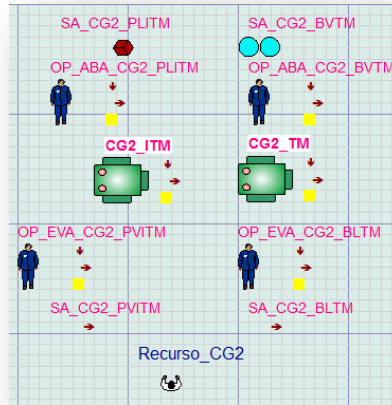 SA_CG2_PLITM SA_CG2_BVTM
OP_ABA_CG2_PLITM OP_ABA_CG2_BVTM
CG2_ITM CG2_TM
OP_EVA_CG2_PVITM OP_EVA_CG2_BLTM
SA_CG2_PVITM SA_CG2_BLTM
Recurso_CG2